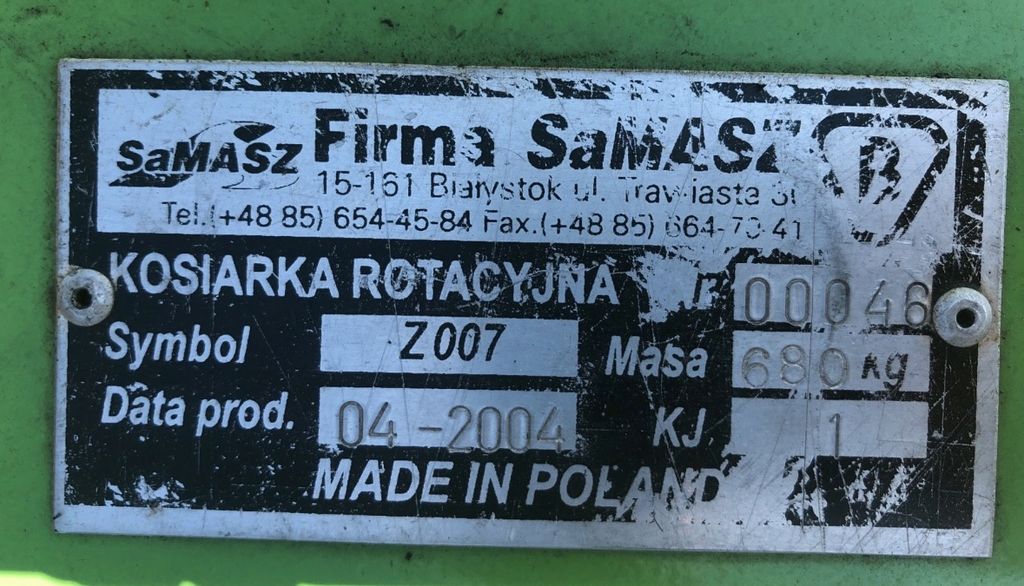 SaMASZ Firma SaMASZ
15-161 Białystok ul. Trawiasta
Tel.(+48 85) 654-45-84 Fax.(+48 85) 664-70-41
KOSIARKA ROTACYJNA Nr 00046
Symbol Z007 Masa 680 kg
Data prod. 04-2004 KJ 1
MADE IN POLAND